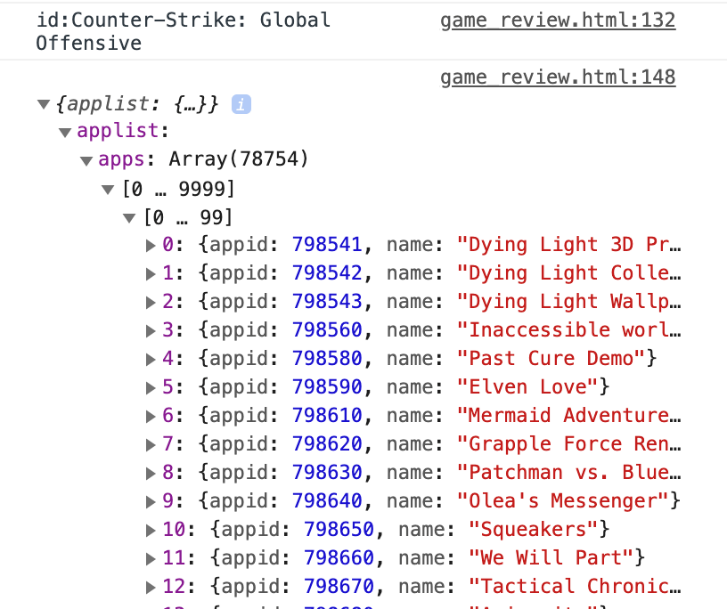 id:Counter-Strike: Global game_review.html:132
Offensive
game_review.html:148
{applist: {…}} i
applist:
apps: Array(78754)
[0 … 9999]
[0 … 99]
0: {appid: 798541, name: "Dying Light 3D Pr…
1: {appid: 798542, name: "Dying Light Colle…
2: {appid: 798543, name: "Dying Light Wallp…
3: {appid: 798560, name: "Inaccessible worl…
4: {appid: 798580, name: "Past Cure Demo"}
5: {appid: 798590, name: "Elven Love"}
6: {appid: 798610, name: "Mermaid Adventure…
7: {appid: 798620, name: "Grapple Force Ren…
8: {appid: 798630, name: "Patchman vs. Blue…
9: {appid: 798640, name: "Olea's Messenger"}
10: {appid: 798650, name: "Squeakers"}
11: {appid: 798660, name: "We Will Part"}
12: {appid: 798670, name: "Tactical Chronic…